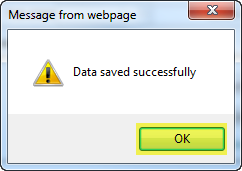 Message from webpage
Data saved successfully
OK